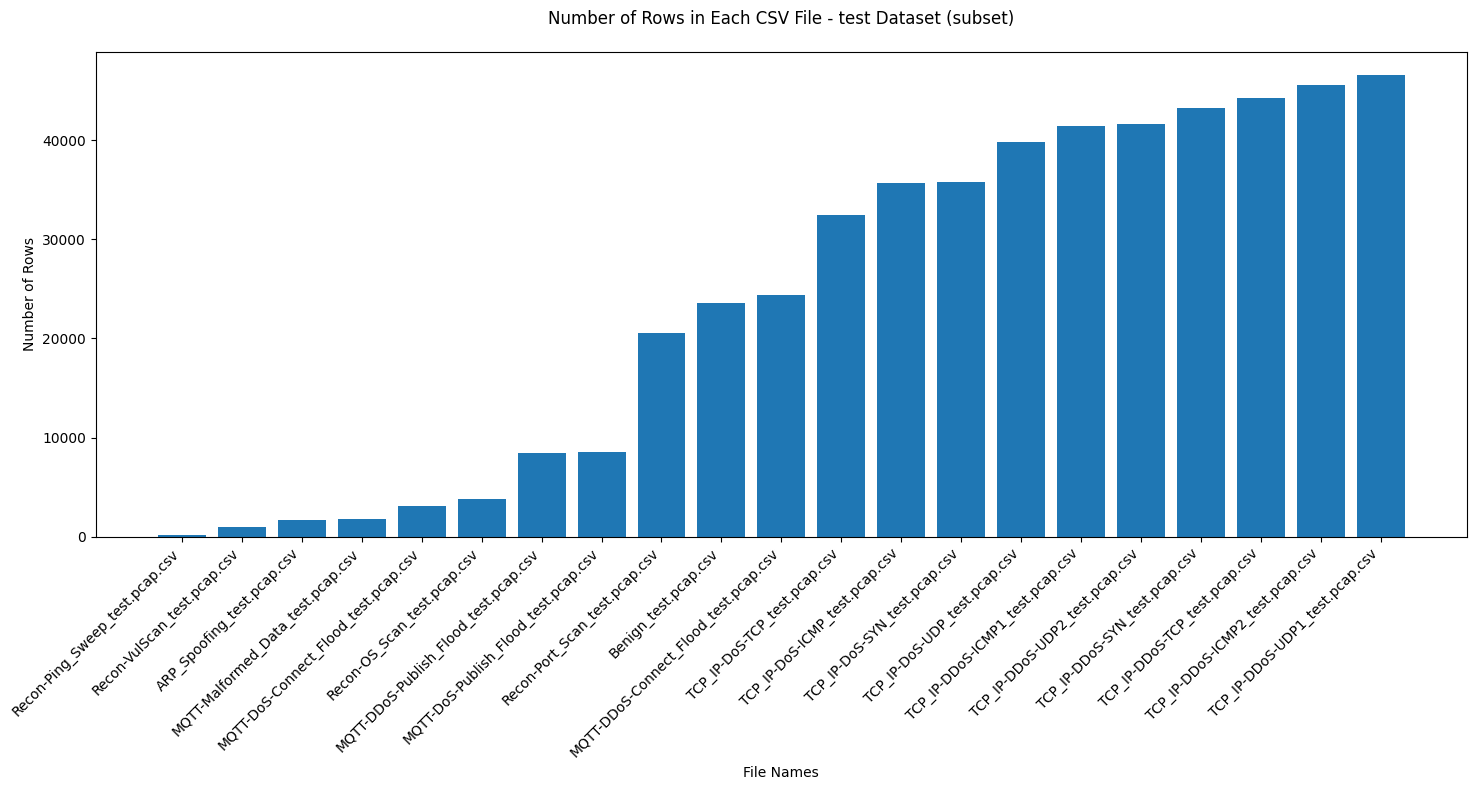 Number of Rows in Each CSV File - test Dataset (subset)
Number of Rows
40000
30000
20000
10000
0
Recon-Ping_Sweep_test.pcap.csv
Recon-VulScan_test.pcap.csv
ARP_Spoofing_test.pcap.csv
MQTT-Malformed_Data_test.pcap.csv
MQTT-DoS-Connect_Flood_test.pcap.csv
Recon-OS_Scan_test.pcap.csv
MQTT-DDoS-Publish_Flood_test.pcap.csv
MQTT-DoS-Publish_Flood_test.pcap.csv
Recon-Port_Scan_test.pcap.csv
Benign_test.pcap.csv
MQTT-DDoS-Connect_Flood_test.pcap.csv
TCP_IP-DoS-TCP_test.pcap.csv
TCP_IP-DoS-ICMP_test.pcap.csv
TCP_IP-DoS-SYN_test.pcap.csv
TCP_IP-DoS-UDP_test.pcap.csv
TCP_IP-DDoS-ICMP1_test.pcap.csv
TCP_IP-DDoS-UDP2_test.pcap.csv
TCP_IP-DDoS-SYN_test.pcap.csv
TCP_IP-DDoS-TCP_test.pcap.csv
TCP_IP-DDoS-ICMP2_test.pcap.csv
TCP_IP-DDoS-UDP1_test.pcap.csv
File Names